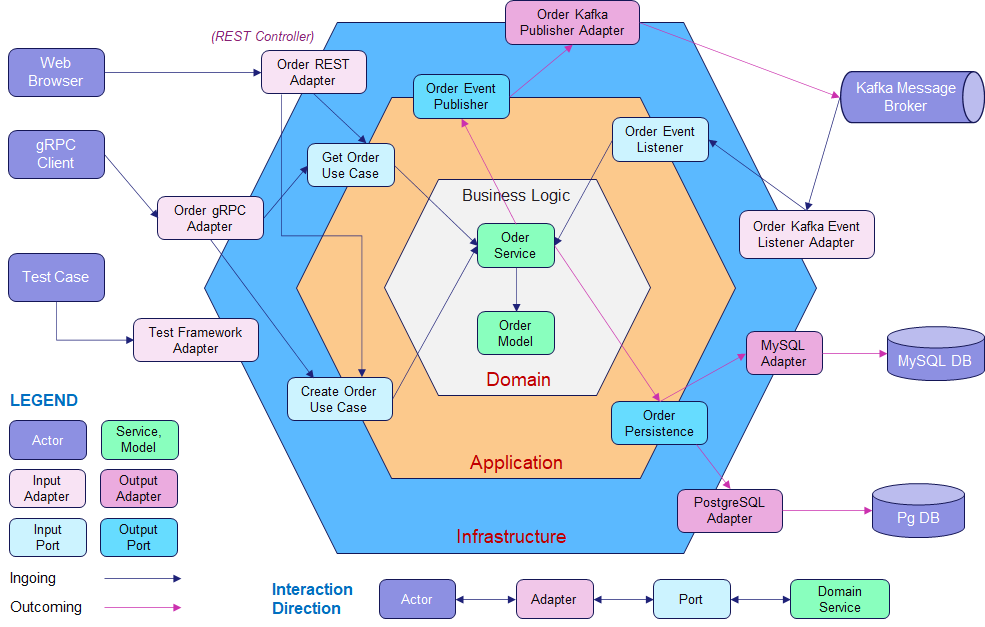 Order Kafka
Publisher Adapter
(REST Controller)
Web
Browser
Order REST
Adapter
Order Event
Publisher
Kafka Message
Broker
gRPC
Client
Get Order
Use Case
Order Event
Listener
Business Logic
Order gRPC
Adapter
Oder
Service
Order Kafka Event
Listener Adapter
Test Case
Test Framework
Adapter
Order
Model
MySQL
Adapter
MySQL DB
Domain
Create Order
Use Case
Order
Persistence
Application
PostgreSQL
Adapter
Pg DB
Infrastructure
LEGEND
Actor
Service,
Model
Input
Adapter
Output
Adapter
Input
Port
Output
Port
Ingoing
Outcoming
Interaction
Direction
Actor
Adapter
Port
Domain
Service